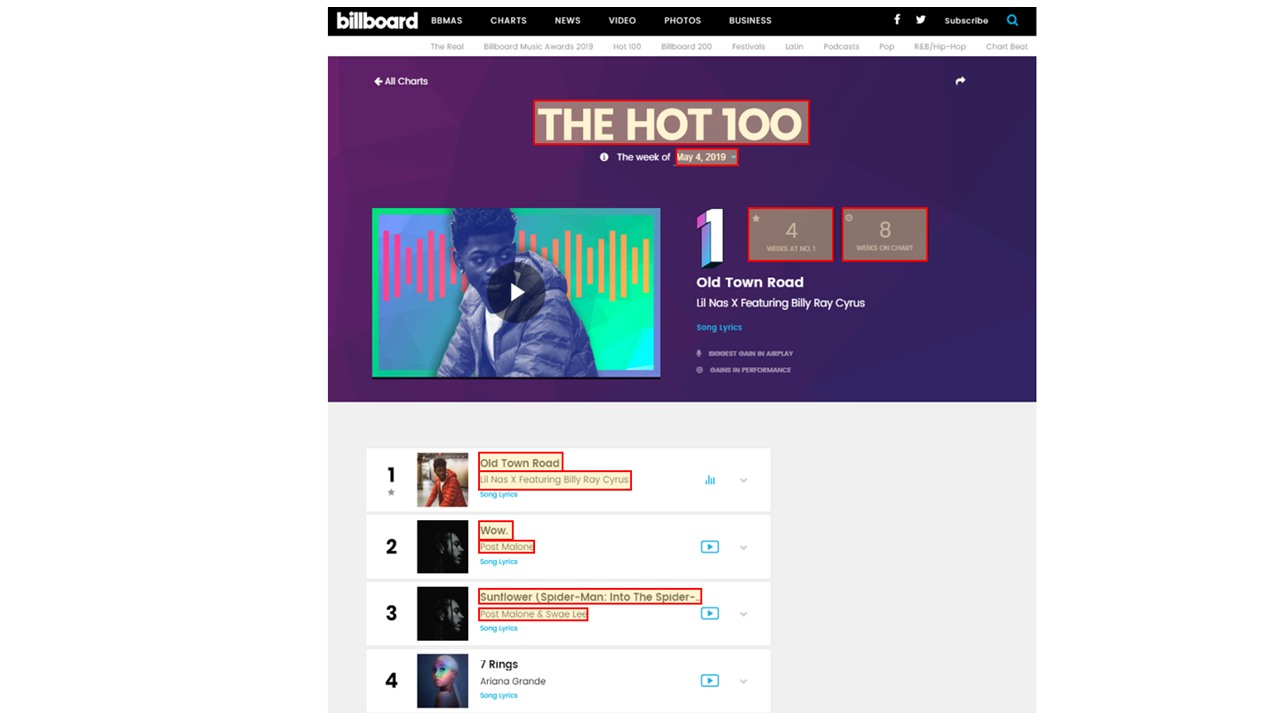 billboard BBMAS CHARTS NEWS VIDEO PHOTOS BUSINESS Subscribe
The Real Billboard Music Awards 2019 Hot 100 Billboard 200 Festivals Latin Podcasts Pop R&B/Hip-Hop Chart Beat
All Charts
THE HOT 100
The week of May 4, 2019
1
4
WEEKS AT NO. 1
8
WEEKS ON CHART
Old Town Road
Lil Nas X Featuring Billy Ray Cyrus
Song Lyrics
BIGGEST GAIN IN AIRPLAY
GAINS IN PERFORMANCE
1
Old Town Road
Lil Nas X Featuring Billy Ray Cyrus
Song Lyrics
2
Wow.
Post Malone
Song Lyrics
3
Sunflower (Spider-Man: Into The Spider-..
Post Malone & Swae Lee
Song Lyrics
4
7 Rings
Ariana Grande
Song Lyrics